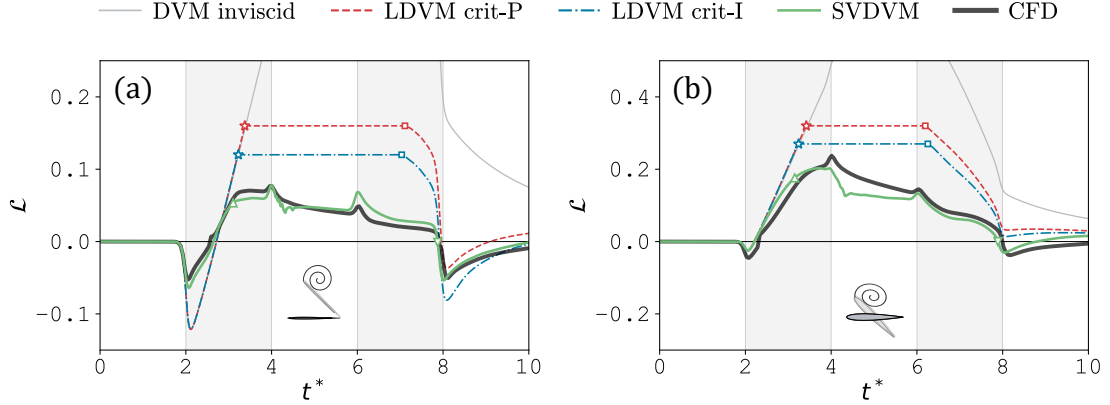 DVM inviscid LDVM crit-P LDVM crit-I SVDVM CFD
(a)
0.2
0.1
0.0
-0.1
ℒ
0 2 4 6 8 10
t*
(b)
0.4
0.2
0.0
-0.2
ℒ
0 2 4 6 8 10
t*